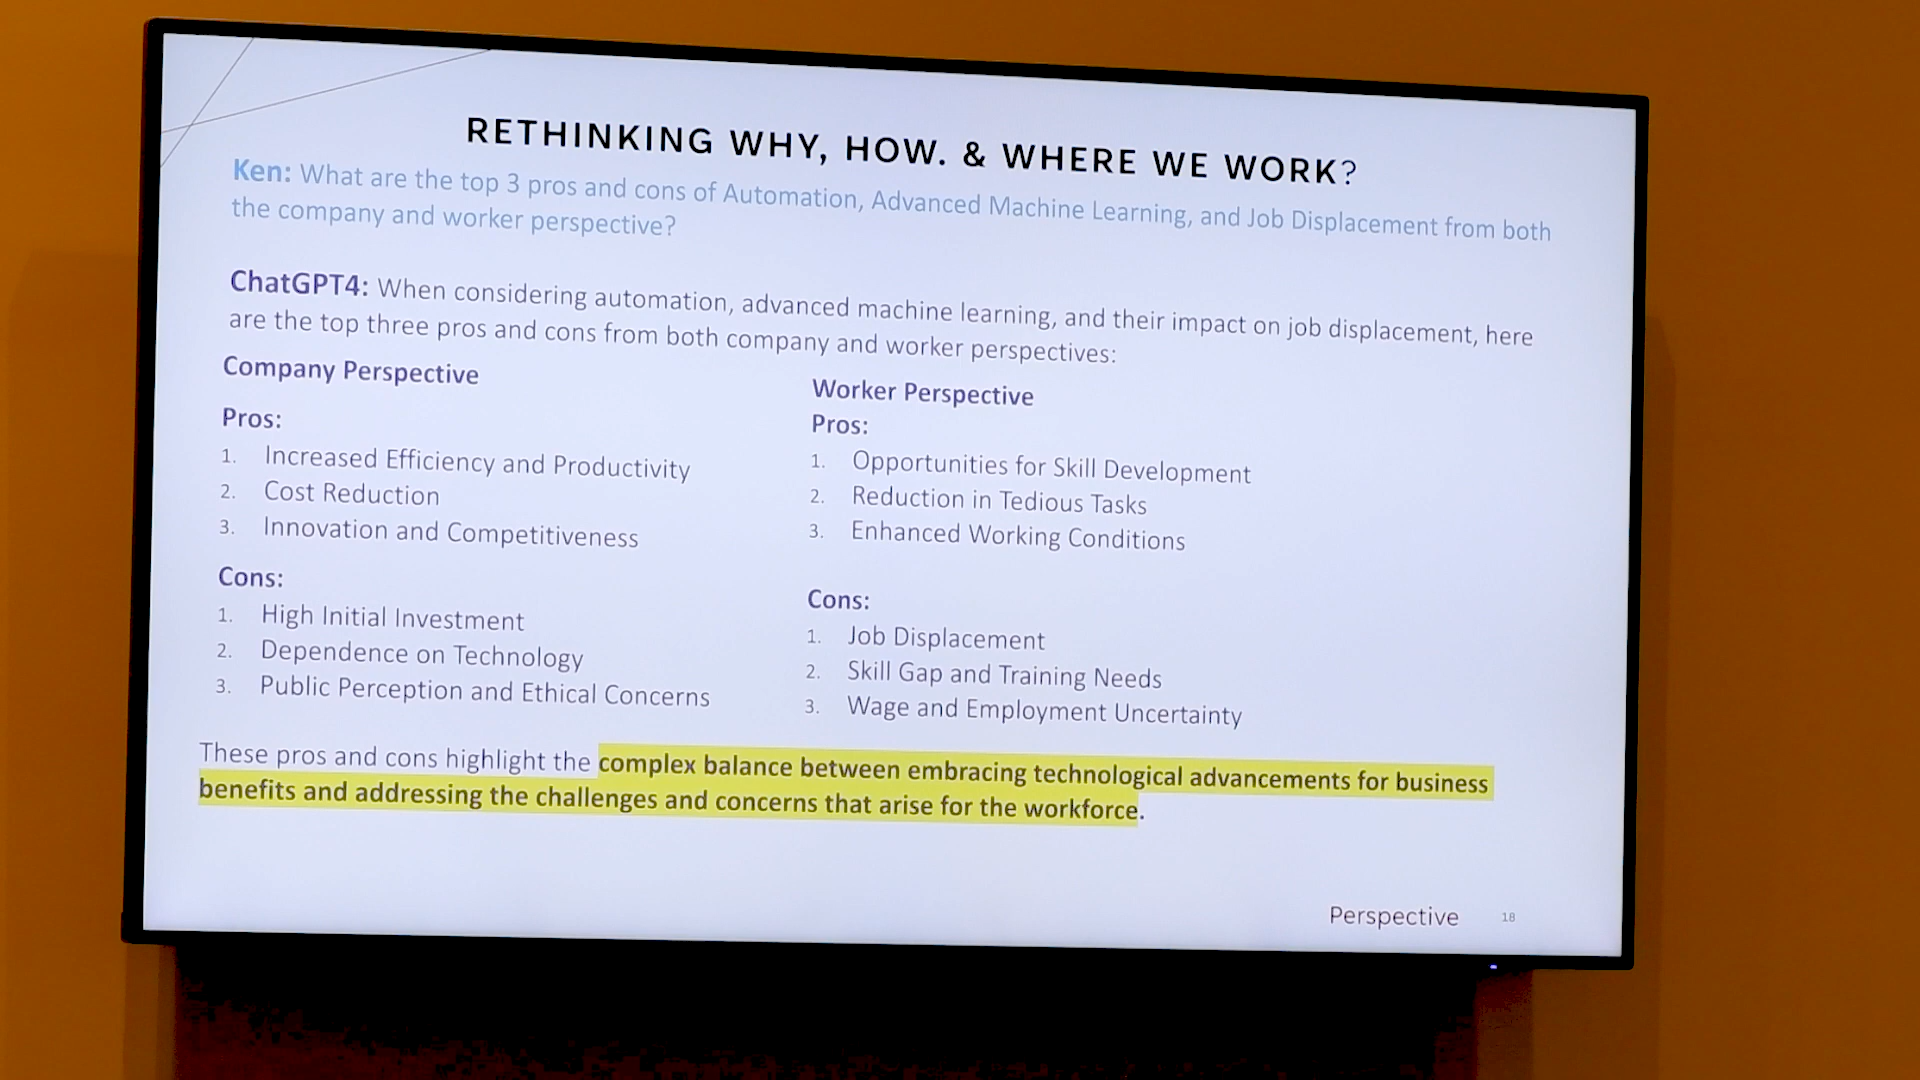 RETHINKING WHY, HOW. & WHERE WE WORK?
Ken: What are the top 3 pros and cons of Automation, Advanced Machine Learning, and Job Displacement from both
the company and worker perspective?
ChatGPT4: When considering automation, advanced machine learning, and their impact on job displacement, here
are the top three pros and cons from both company and worker perspectives:
Company Perspective
Pros:
1. Increased Efficiency and Productivity
2. Cost Reduction
3. Innovation and Competitiveness
Cons:
1. High Initial Investment
2. Dependence on Technology
3. Public Perception and Ethical Concerns
Worker Perspective
Pros:
1. Opportunities for Skill Development
2. Reduction in Tedious Tasks
3. Enhanced Working Conditions
Cons:
1. Job Displacement
2. Skill Gap and Training Needs
3. Wage and Employment Uncertainty
These pros and cons highlight the complex balance between embracing technological advancements for business
benefits and addressing the challenges and concerns that arise for the workforce.
Perspective 18